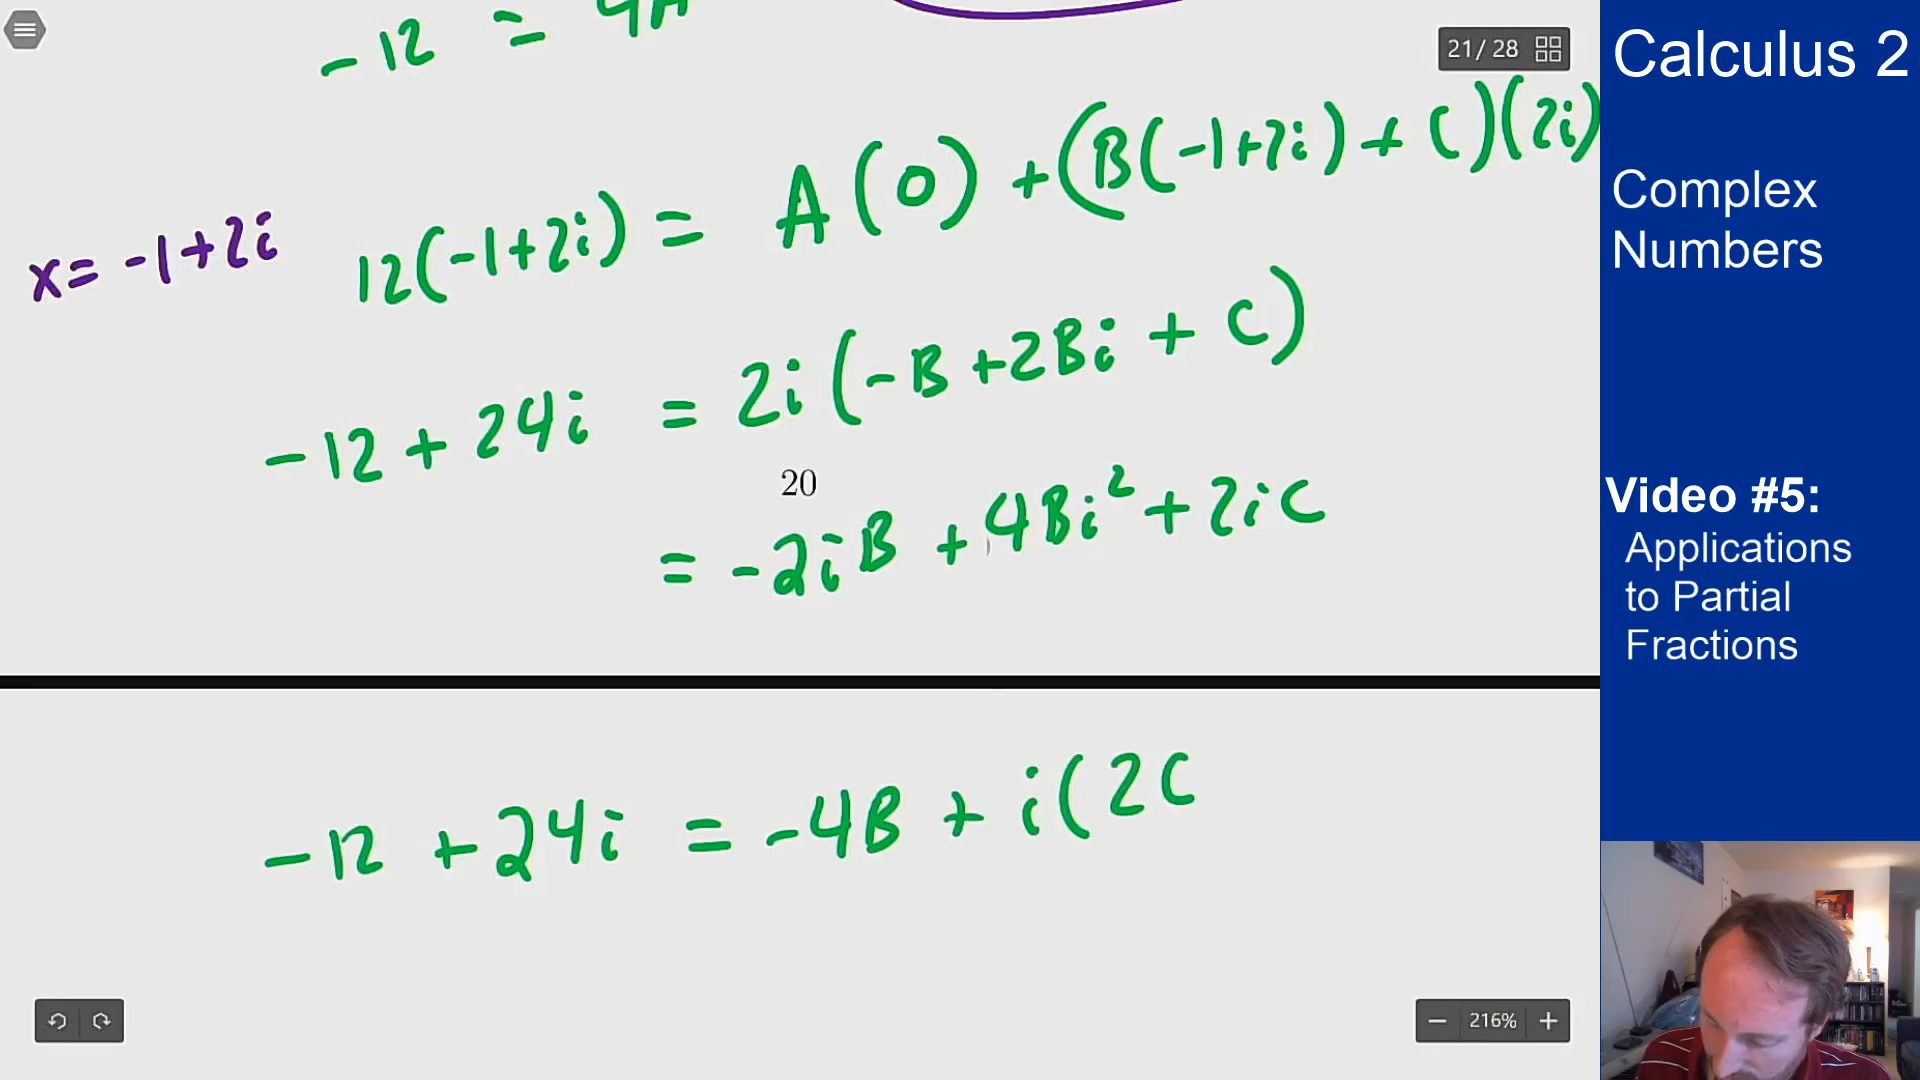 -12 = 4A
21/ 28
x= -1+2i 12(-1+2i) = A(0) +(B(-1+2i)+ C)(2i)
-12 + 24i = 2i(-B+2Bi + C)
20
= -2iB + 4Bi² + 2iC
-12 +24i = -4B + i(2C
216%
Calculus 2
Complex
Numbers
Video #5:
Applications
to Partial
Fractions